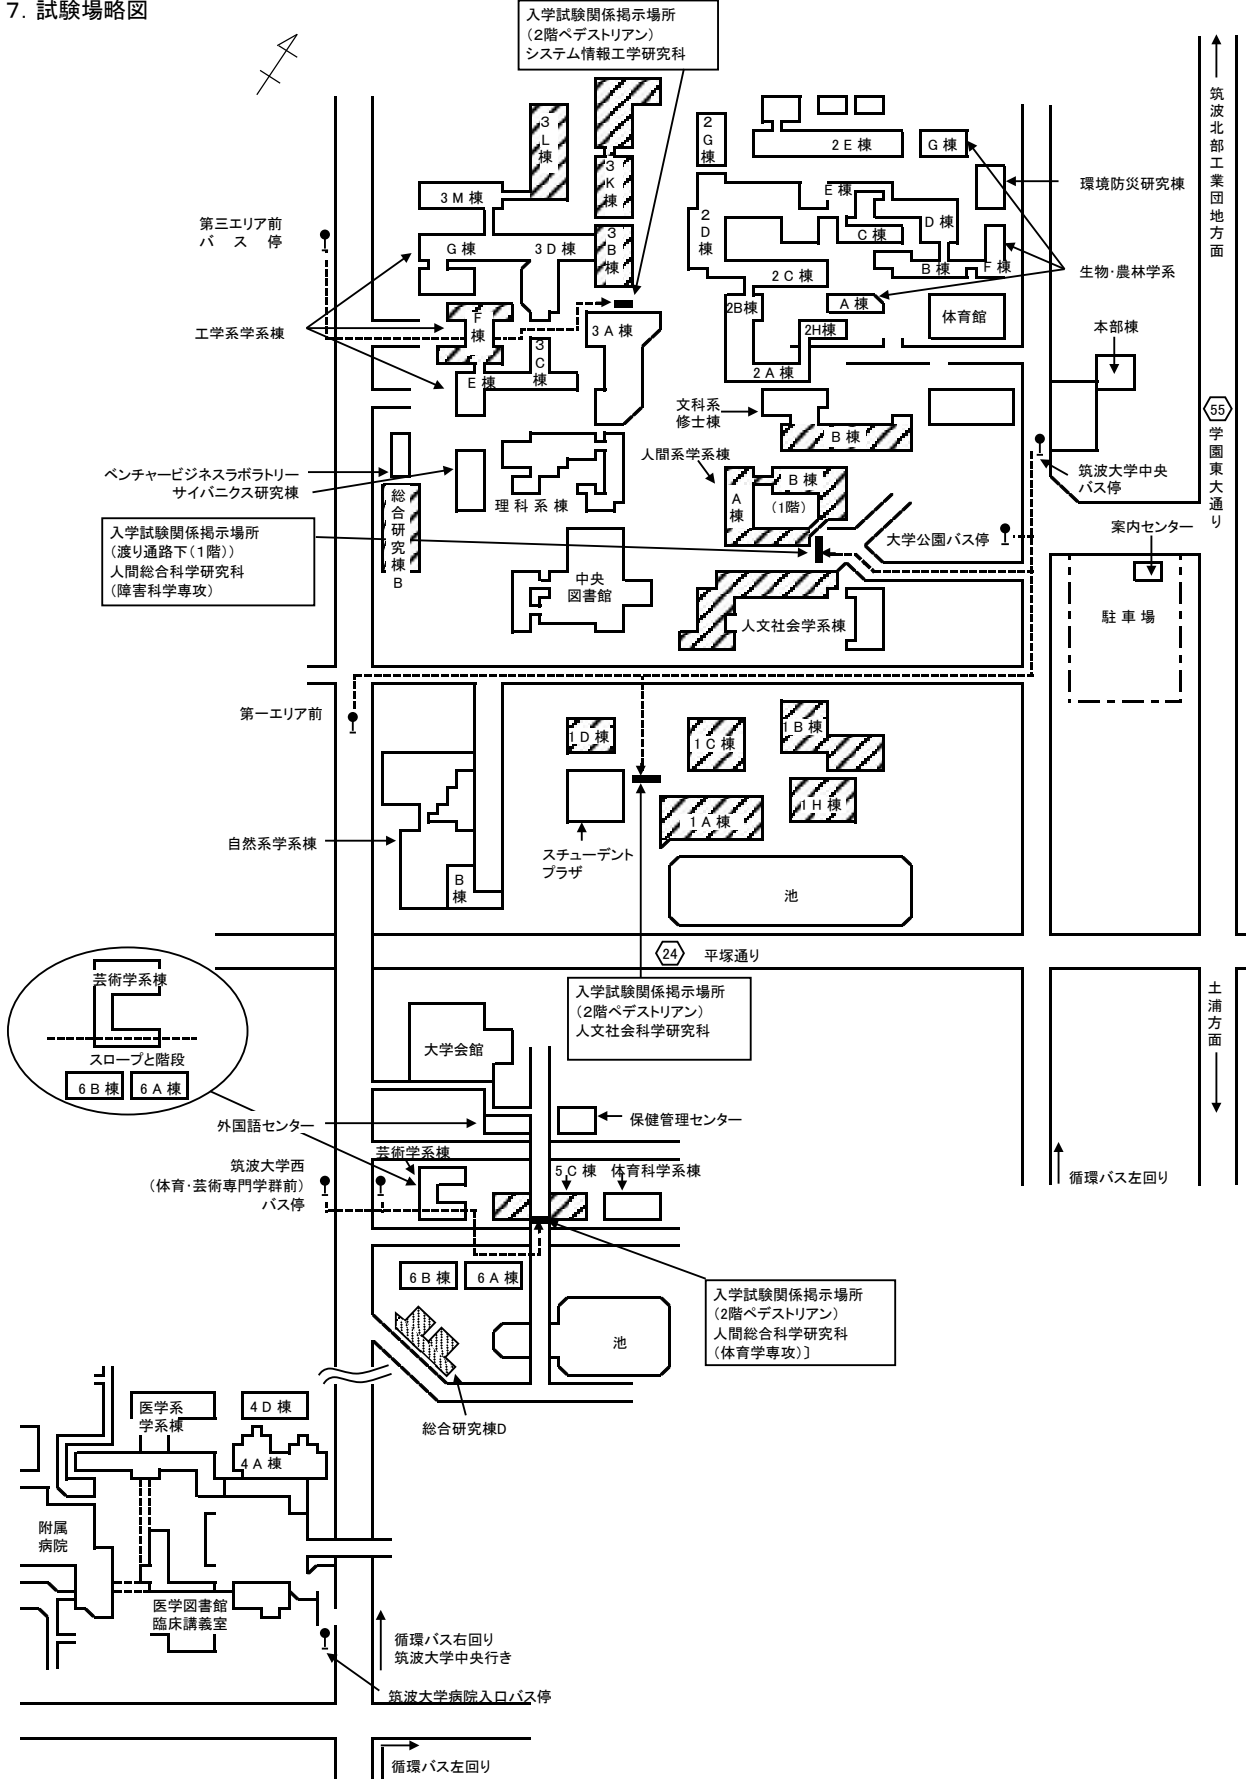 7. 試験場略図
入学試験関係掲示場所
(2階ペデストリアン)
システム情報工学研究科
筑波北部工業団地方面
3L棟
3K棟
3M棟
2G棟
2E棟
G棟
環境防災研究棟
第三エリア前
バス停
G棟
3D棟
3B棟
2D棟
E棟
D棟
C棟
B棟
F棟
2C棟
生物・農林学系
A棟
2B棟
2H棟
体育館
本部棟
工学系学系棟
F棟
3A棟
3C棟
E棟
2A棟
文科系
修士棟
B棟
55
学園東大通り
人間系学系棟
ベンチャービジネスラボラトリー
サイバニクス研究棟
理科系棟
総合研究棟B
A棟
B棟
(1階)
筑波大学中央
バス停
大学公園バス停
案内センター
入学試験関係掲示場所
(渡り通路下(1階))
人間総合科学研究科
(障害科学専攻)
中央
図書館
人文社会学系棟
駐車場
第一エリア前
1D棟
1C棟
1B棟
1H棟
1A棟
スチューデント
プラザ
自然系学系棟
B棟
池
24
平塚通り
芸術学系棟
スロープと階段
6B棟
6A棟
入学試験関係掲示場所
(2階ペデストリアン)
人文社会科学研究科
土浦方面
大学会館
外国語センター
保健管理センター
芸術学系棟
筑波大学西
(体育・芸術専門学群前)
バス停
5C棟
体育科学系棟
循環バス左回り
6B棟
6A棟
入学試験関係掲示場所
(2階ペデストリアン)
人間総合科学研究科
(体育学専攻)]
池
総合研究棟D
医学系
学系棟
4D棟
4A棟
附属
病院
医学図書館
臨床講義室
循環バス右回り
筑波大学中央行き
筑波大学病院入口バス停
循環バス左回り